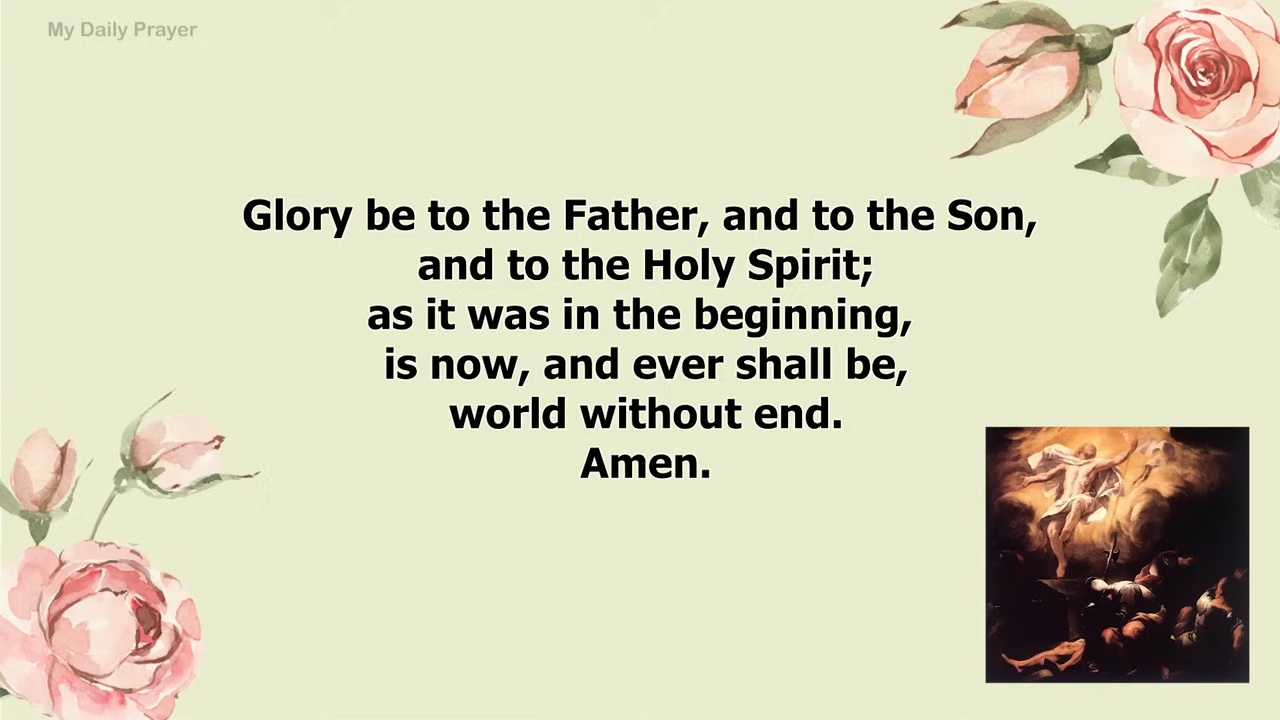 My Daily Prayer
Glory be to the Father, and to the Son,
and to the Holy Spirit;
as it was in the beginning,
is now, and ever shall be,
world without end.
Amen.